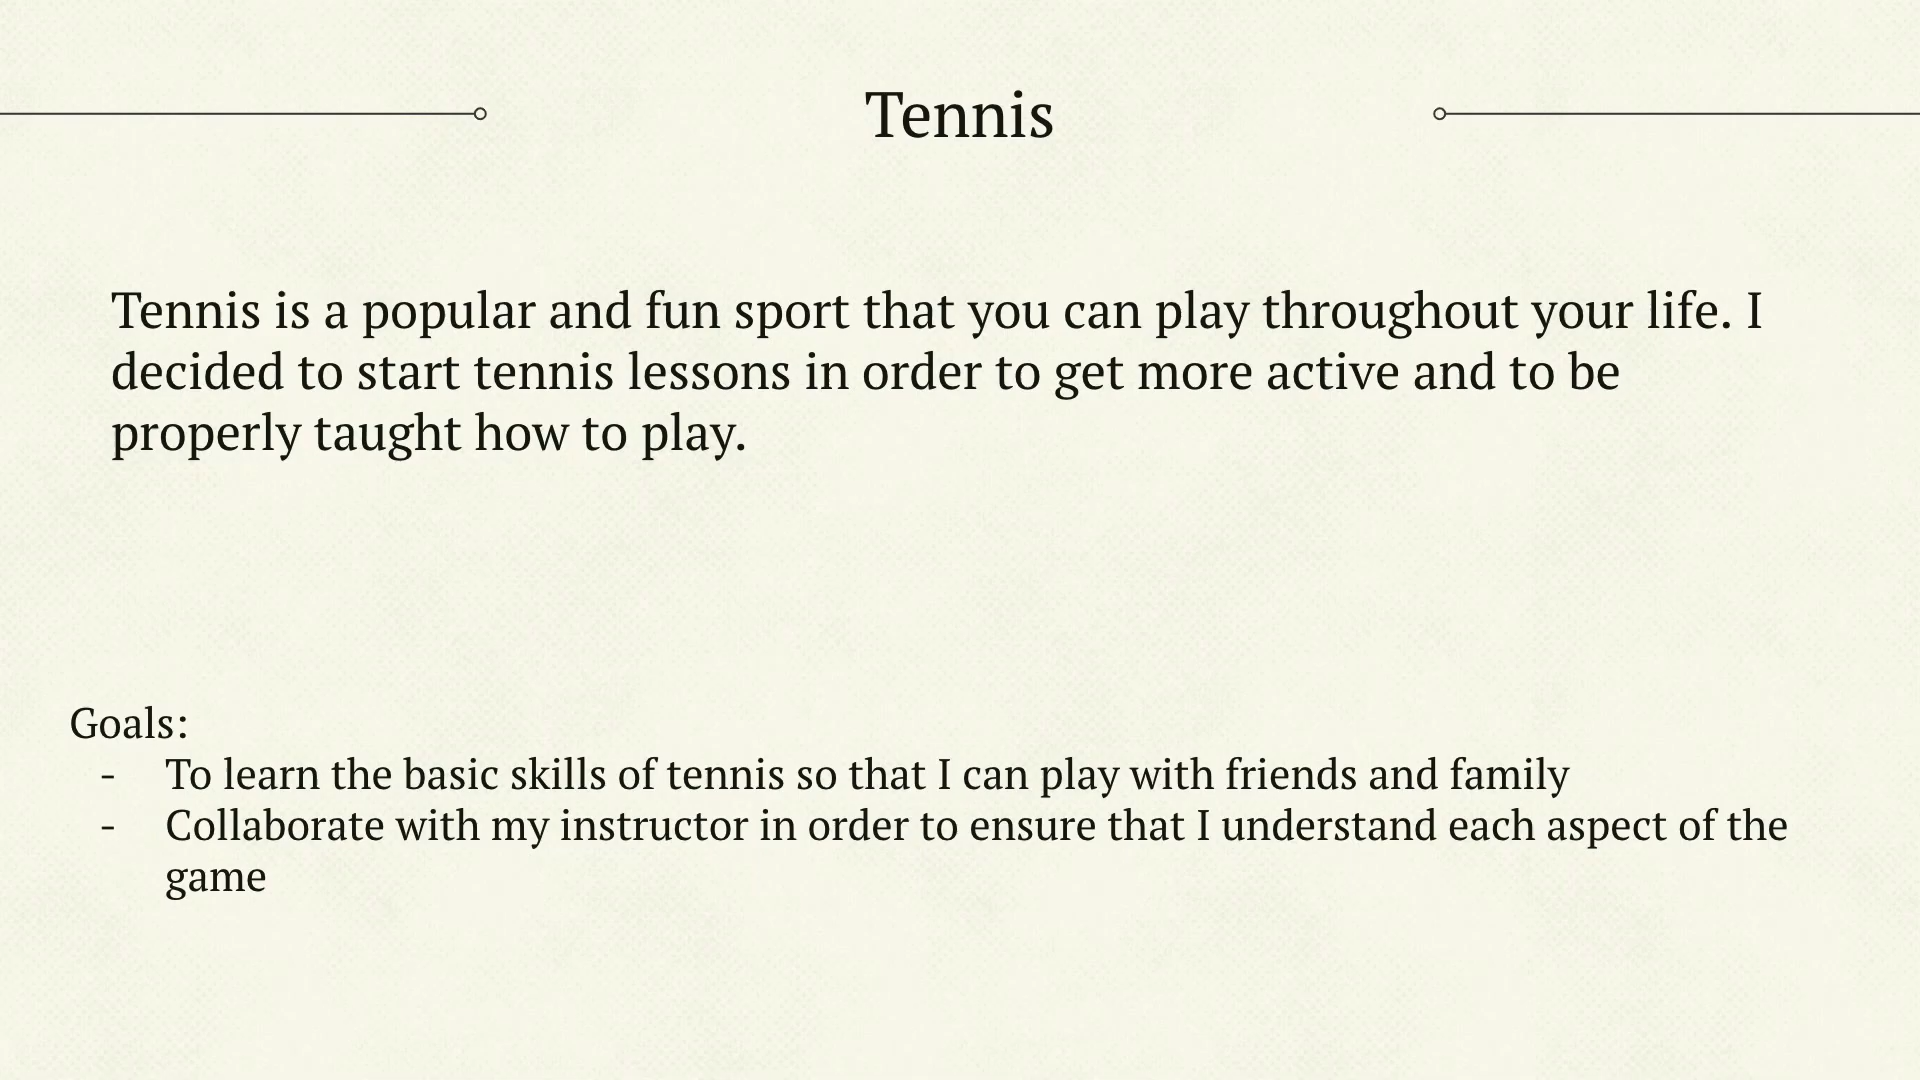 Tennis
Tennis is a popular and fun sport that you can play throughout your life. I
decided to start tennis lessons in order to get more active and to be
properly taught how to play.
Goals:
- To learn the basic skills of tennis so that I can play with friends and family
- Collaborate with my instructor in order to ensure that I understand each aspect of the
game